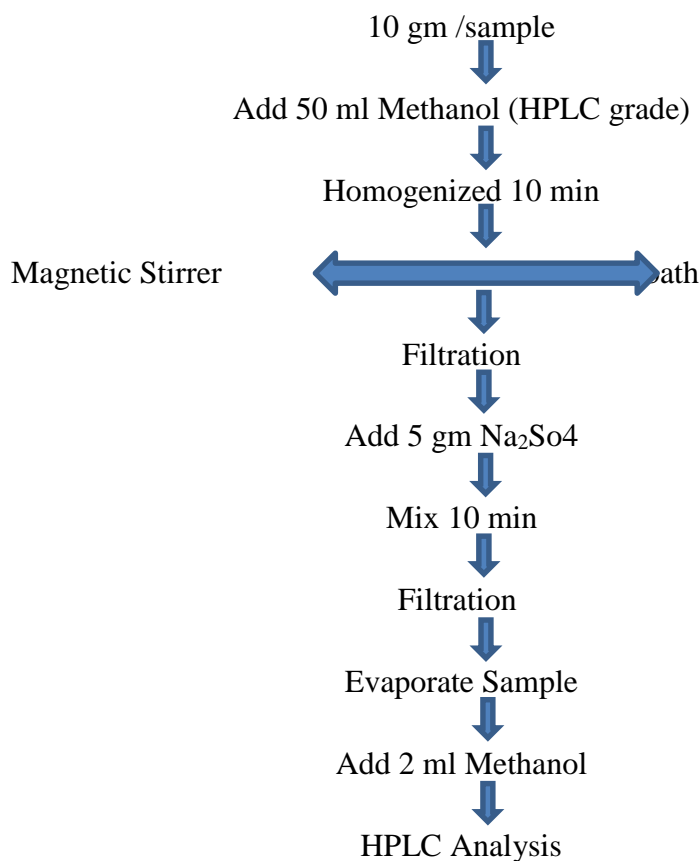 10 gm /sample
Add 50 ml Methanol (HPLC grade)
Homogenized 10 min
Magnetic Stirrer
Filtration
Add 5 gm Na₂So4
Mix 10 min
Filtration
Evaporate Sample
Add 2 ml Methanol
HPLC Analysis